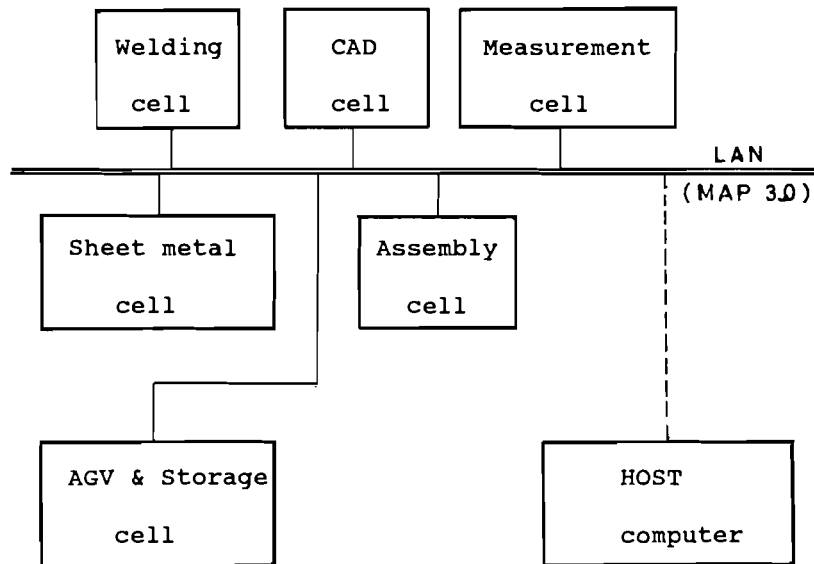 Welding
cell
CAD
cell
Measurement
cell
LAN
(MAP 3.0)
Sheet metal
cell
Assembly
cell
AGV & Storage
cell
HOST
computer